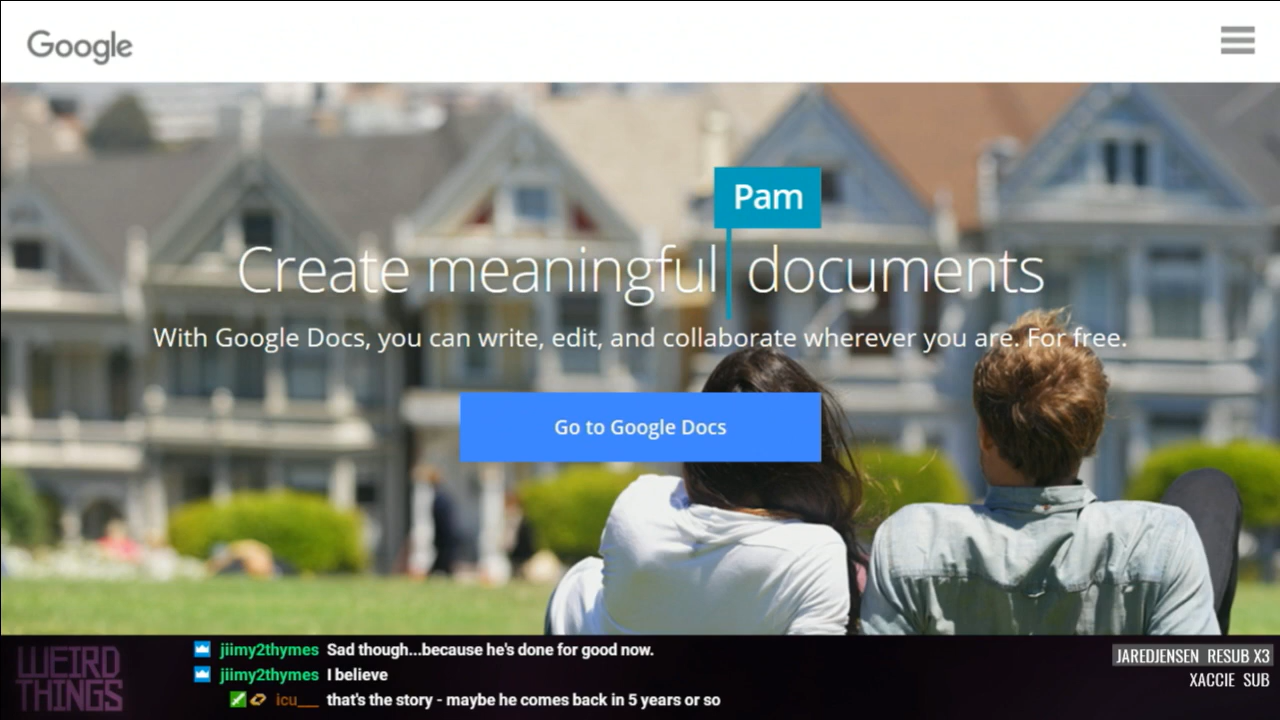 Google
Pam
Create meaningful documents
With Google Docs, you can write, edit, and collaborate wherever you are. For free.
Go to Google Docs
WEIRD
THINGS
jiimy2thymes Sad though...because he's done for good now.
jiimy2thymes I believe
icu___ that's the story - maybe he comes back in 5 years or so
JAREDJENSEN RESUB X3
XACCIE SUB